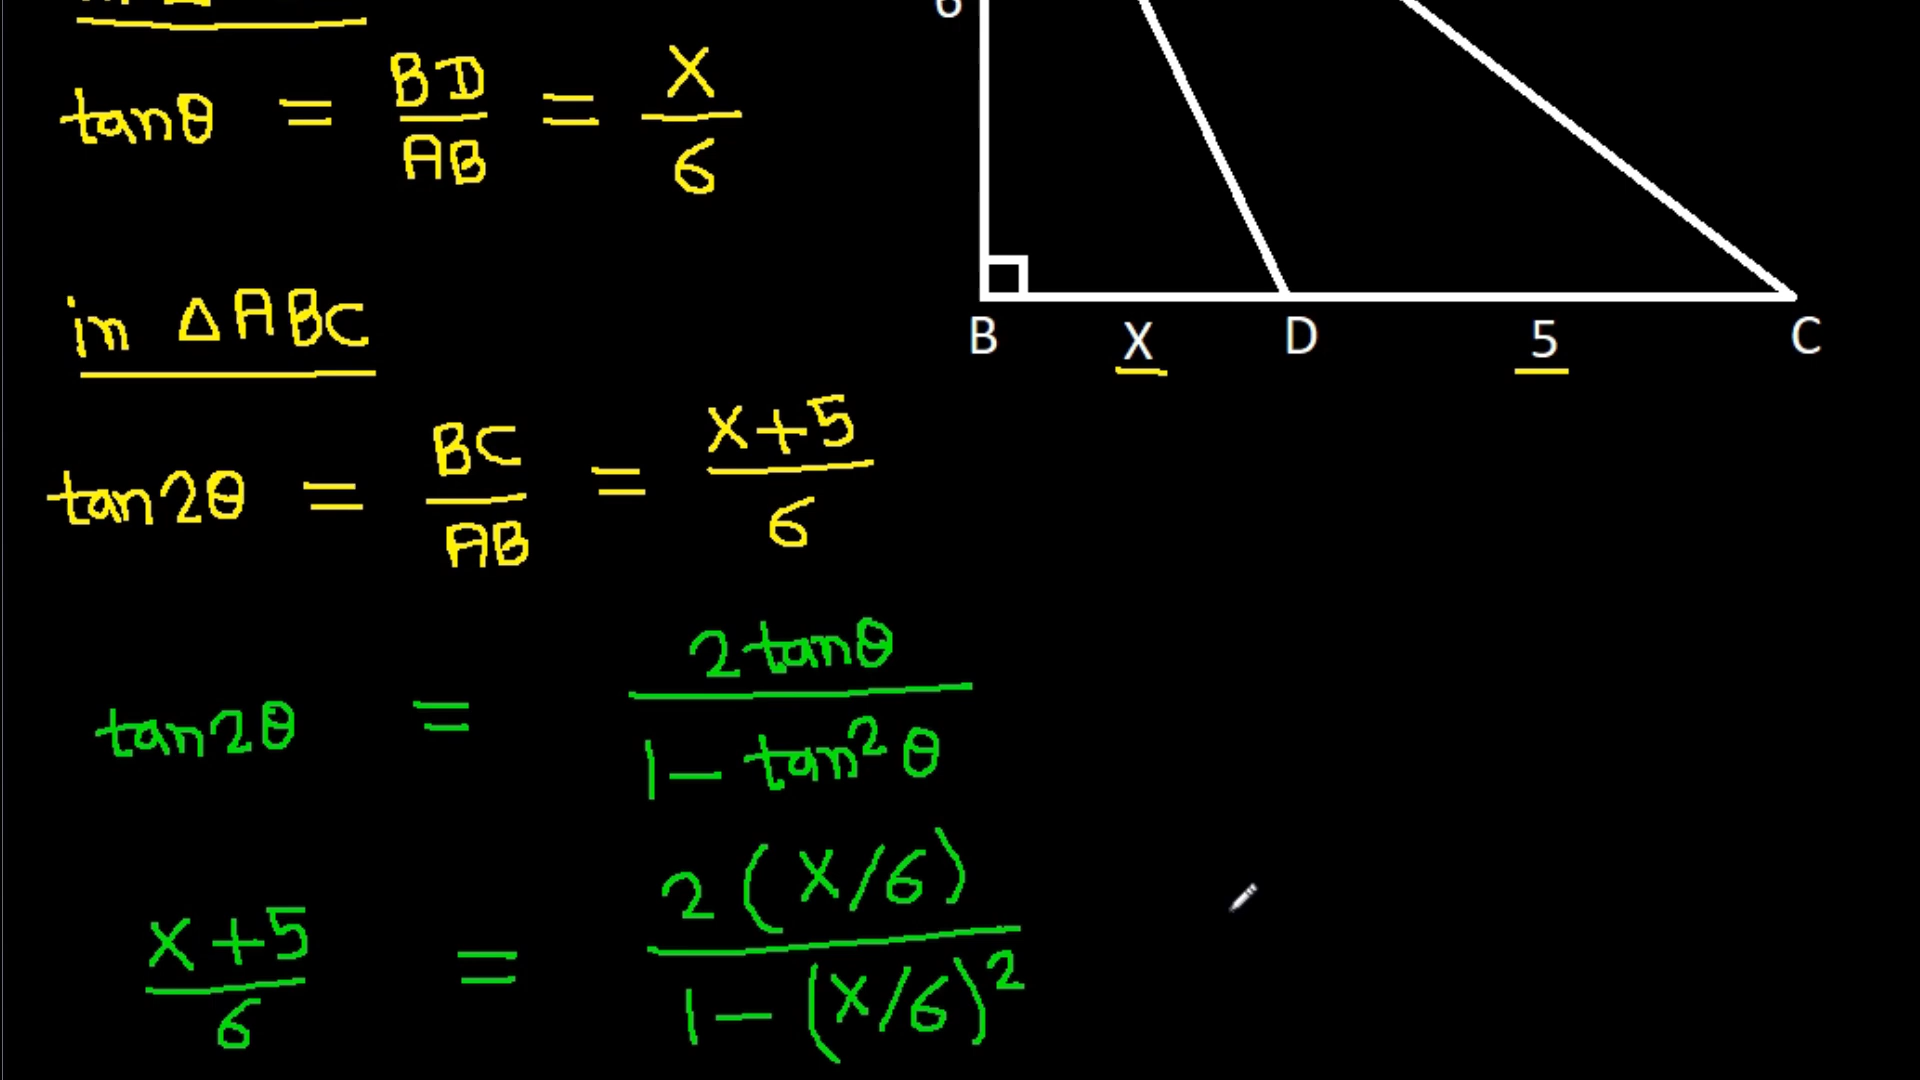 6
tanθ = BD/AB = X/6
B X D 5 C
in ΔABC
tan2θ = BC/AB = X+5/6
tan2θ = 2tanθ/1-tan²θ
X+5/6 = 2(X/6)/1-(X/6)²